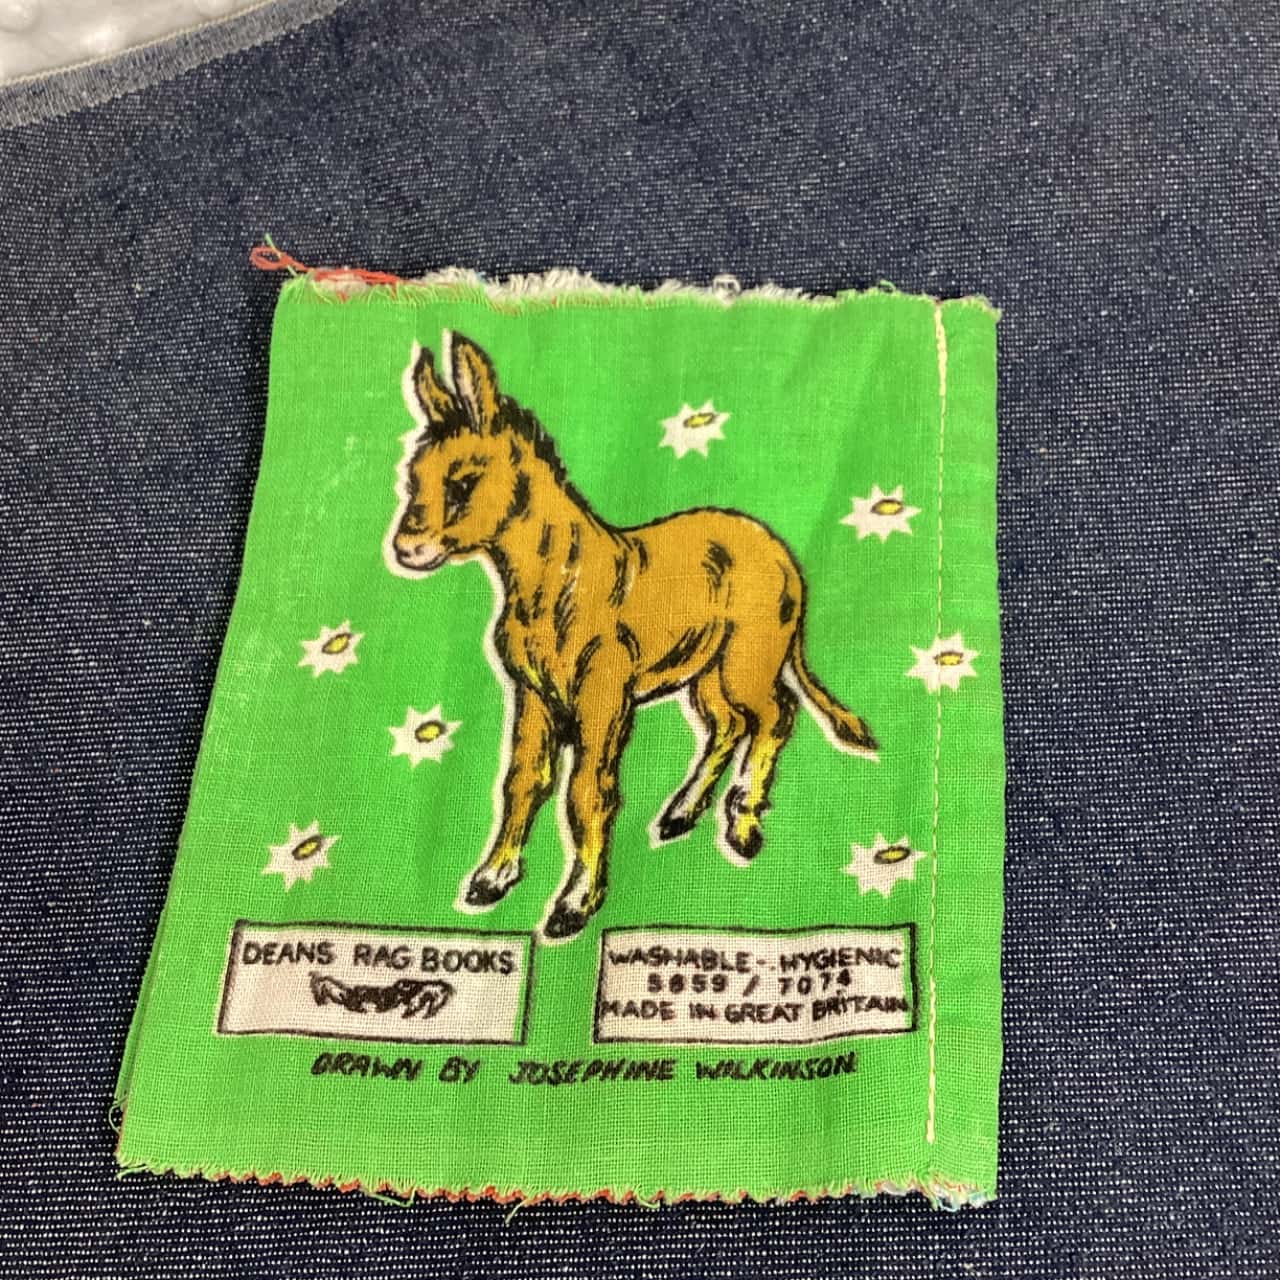 DEANS RAG BOOKS
WASHABLE - HYGIENIC
5859 / 7074
MADE IN GREAT BRITAIN
DRAWN BY JOSEPHINE WILKINSON